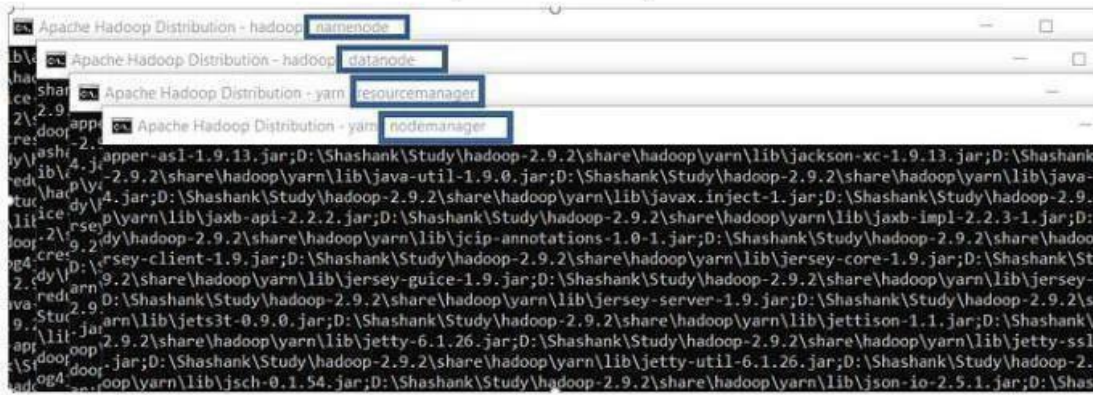 Apache Hadoop Distribution - hadoop namenode
Apache Hadoop Distribution - hadoop datanode
Apache Hadoop Distribution - yarn resourcemanager
Apache Hadoop Distribution - yarn nodemanager
apper-asl-1.9.13.jar;D:\Shashank\Study\hadoop-2.9.2\share\hadoop\yarn\lib\jackson-xc-1.9.13.jar;D:\Shashank
-2.9.2\share\hadoop\yarn\lib\java-util-1.9.0.jar;D:\Shashank\Study\hadoop-2.9.2\share\hadoop\yarn\lib\java-
4.jar;D:\Shashank\Study\hadoop-2.9.2\share\hadoop\yarn\lib\javax.inject-1.jar;D:\Shashank\Study\hadoop-2.9.
p\yarn\lib\jaxb-api-2.2.2.jar;D:\Shashank\Study\hadoop-2.9.2\share\hadoop\yarn\lib\jaxb-impl-2.2.3-1.jar;D:
dy\hadoop-2.9.2\share\hadoop\yarn\lib\jcip-annotations-1.0-1.jar;D:\Shashank\Study\hadoop-2.9.2\share\hadoo
rsey-client-1.9.jar;D:\Shashank\Study\hadoop-2.9.2\share\hadoop\yarn\lib\jersey-core-1.9.jar;D:\Shashank\St
9.2\share\hadoop\yarn\lib\jersey-guice-1.9.jar;D:\Shashank\Study\hadoop-2.9.2\share\hadoop\yarn\lib\jersey-
D:\Shashank\Study\hadoop-2.9.2\share\hadoop\yarn\lib\jersey-server-1.9.jar;D:\Shashank\Study\hadoop-2.9.2\s
arn\lib\jets3t-0.9.0.jar;D:\Shashank\Study\hadoop-2.9.2\share\hadoop\yarn\lib\jettison-1.1.jar;D:\Shashank\
2.9.2\share\hadoop\yarn\lib\jetty-6.1.26.jar;D:\Shashank\Study\hadoop-2.9.2\share\hadoop\yarn\lib\jetty-ssl
.jar;D:\Shashank\Study\hadoop-2.9.2\share\hadoop\yarn\lib\jetty-util-6.1.26.jar;D:\Shashank\Study\hadoop-2.
oop\yarn\lib\jsch-0.1.54.jar;D:\Shashank\Study\hadoop-2.9.2\share\hadoop\yarn\lib\json-io-2.5.1.jar;D:\Shas